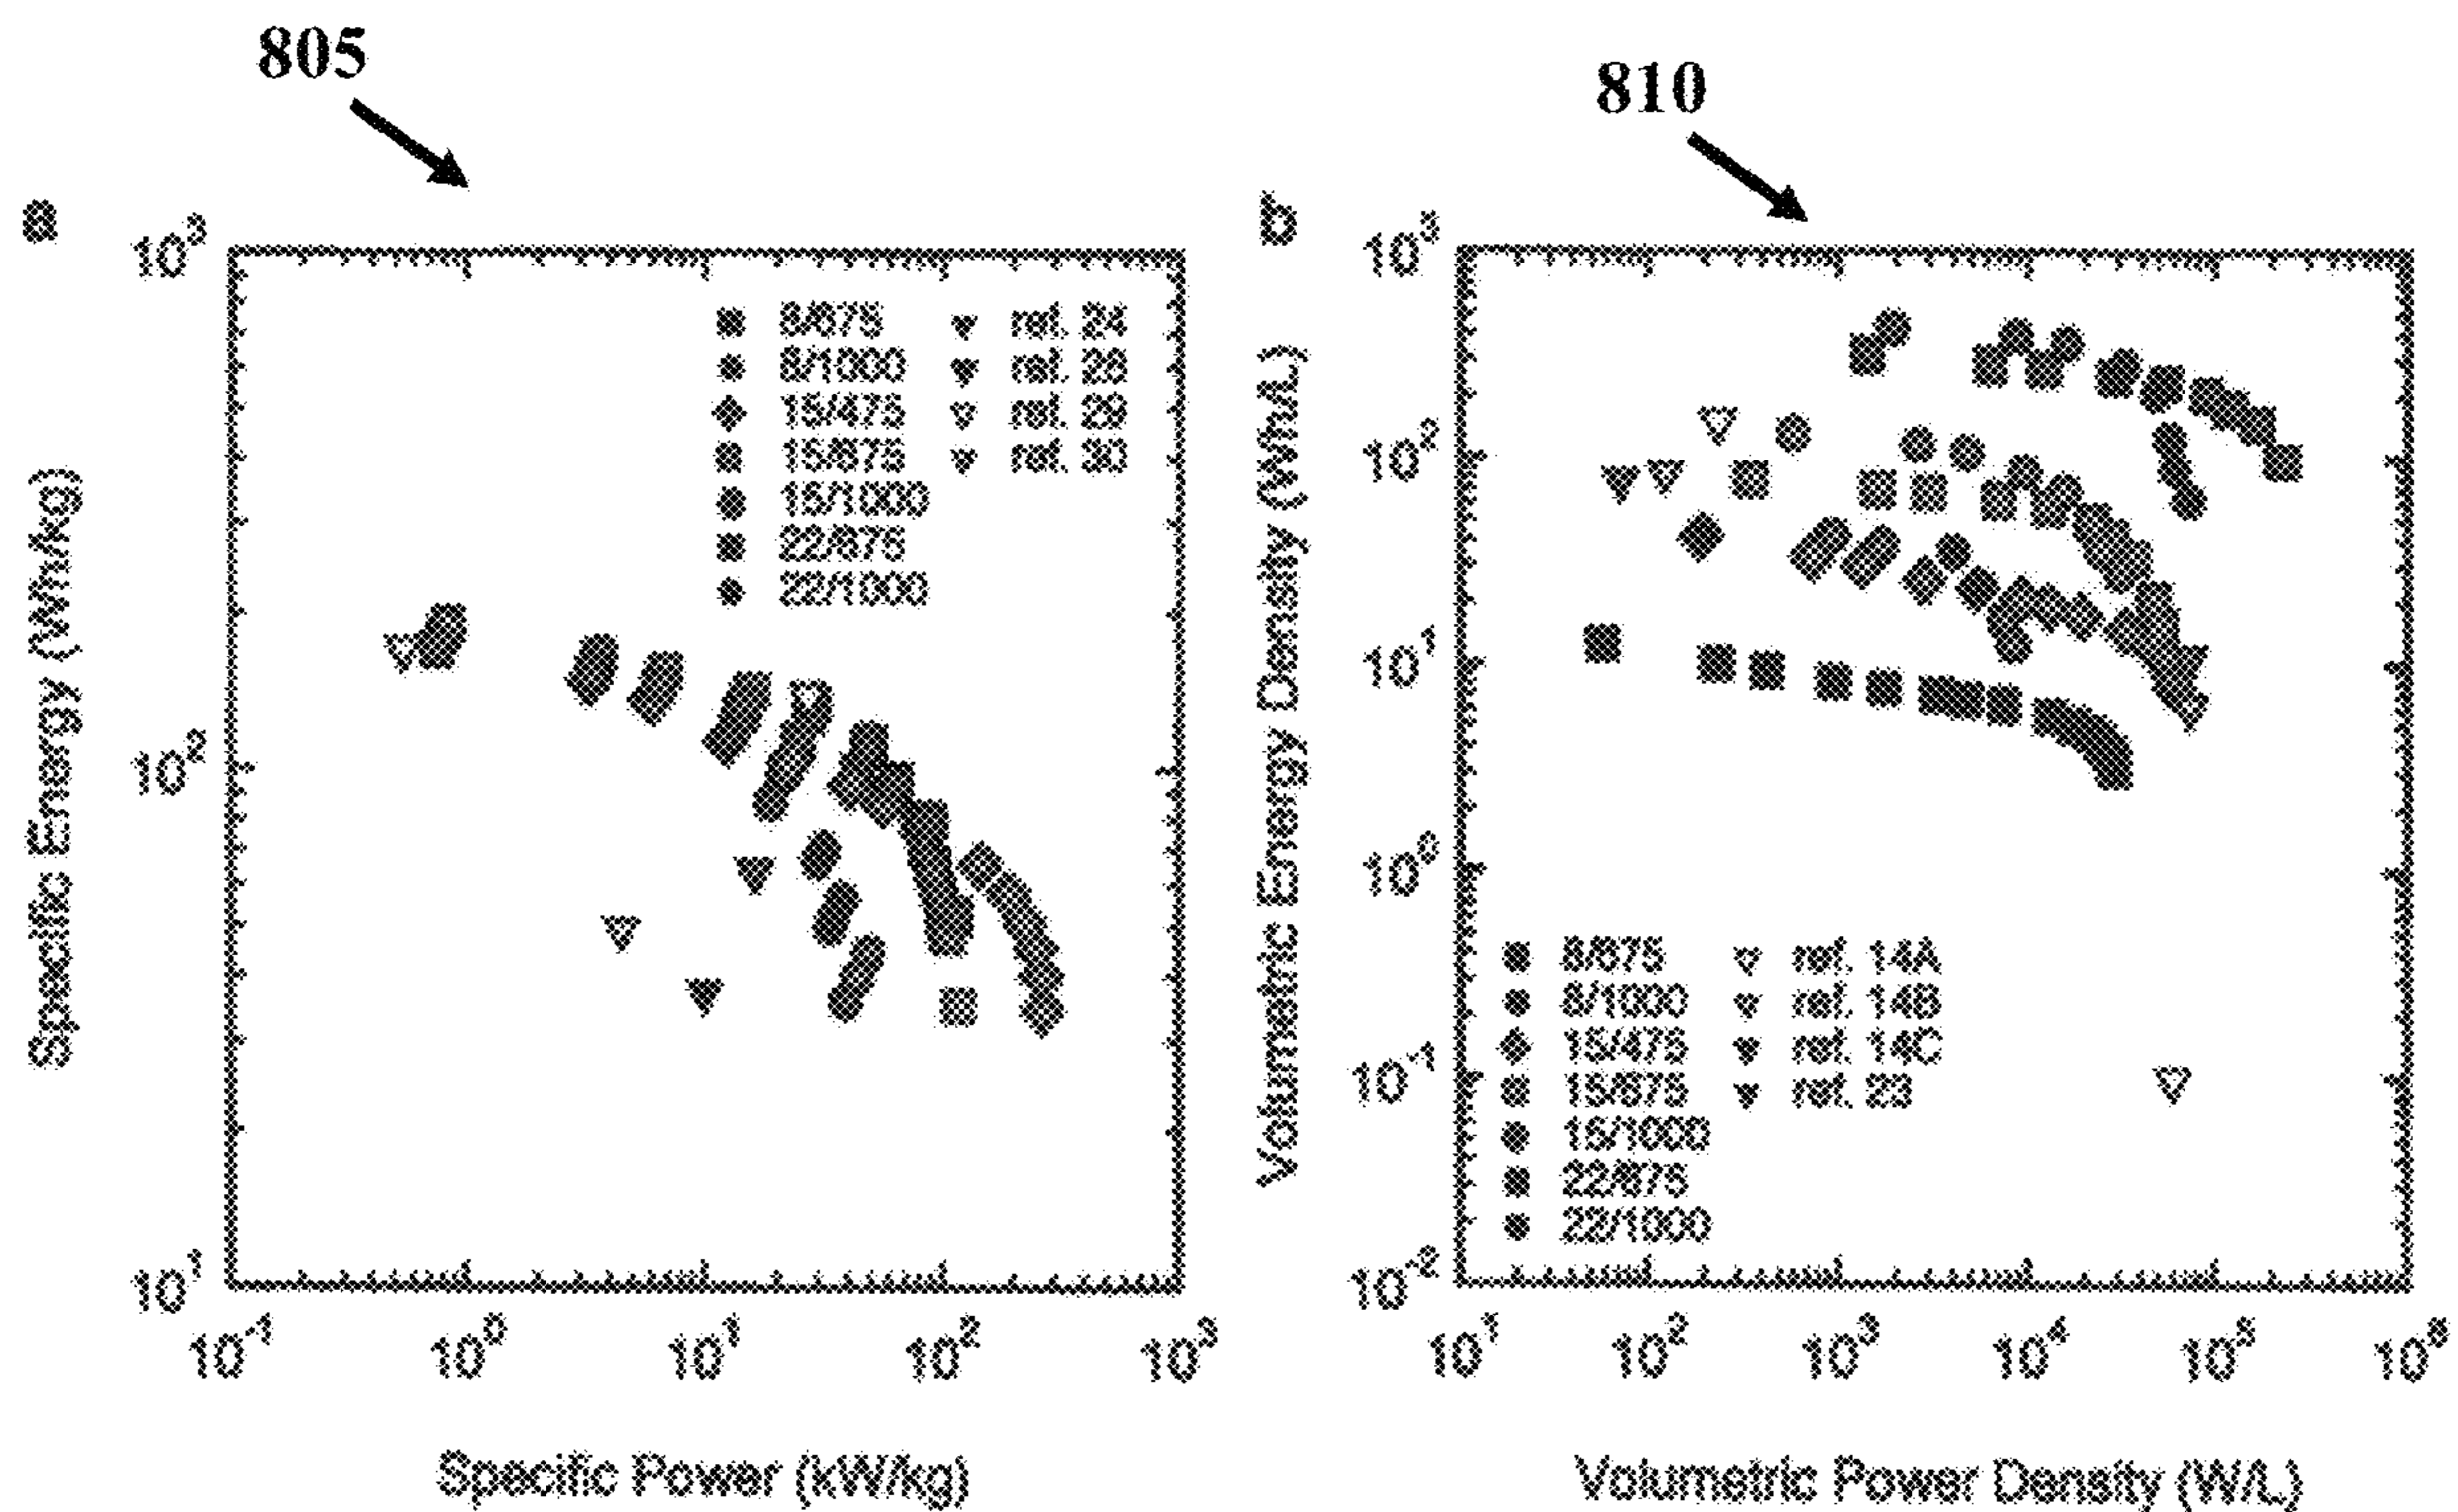 805
810
a
b
10³
10²
10¹
Specific Energy (Wh/kg)
8/675
8/1000
15/475
15/675
15/1000
22/675
22/1000
ref. 24
ref. 28
ref. 29
ref. 30
10⁻¹
10⁰
10¹
10²
10³
Specific Power (kW/kg)
10³
10²
10¹
10⁰
10⁻¹
10⁻²
Volumetric Energy Density (Wh/L)
8/675
8/1000
15/475
15/675
15/1000
22/675
22/1000
ref. 14A
ref. 14B
ref. 14C
ref. 23
10¹
10²
10³
10⁴
10⁵
10⁶
Volumetric Power Density (W/L)